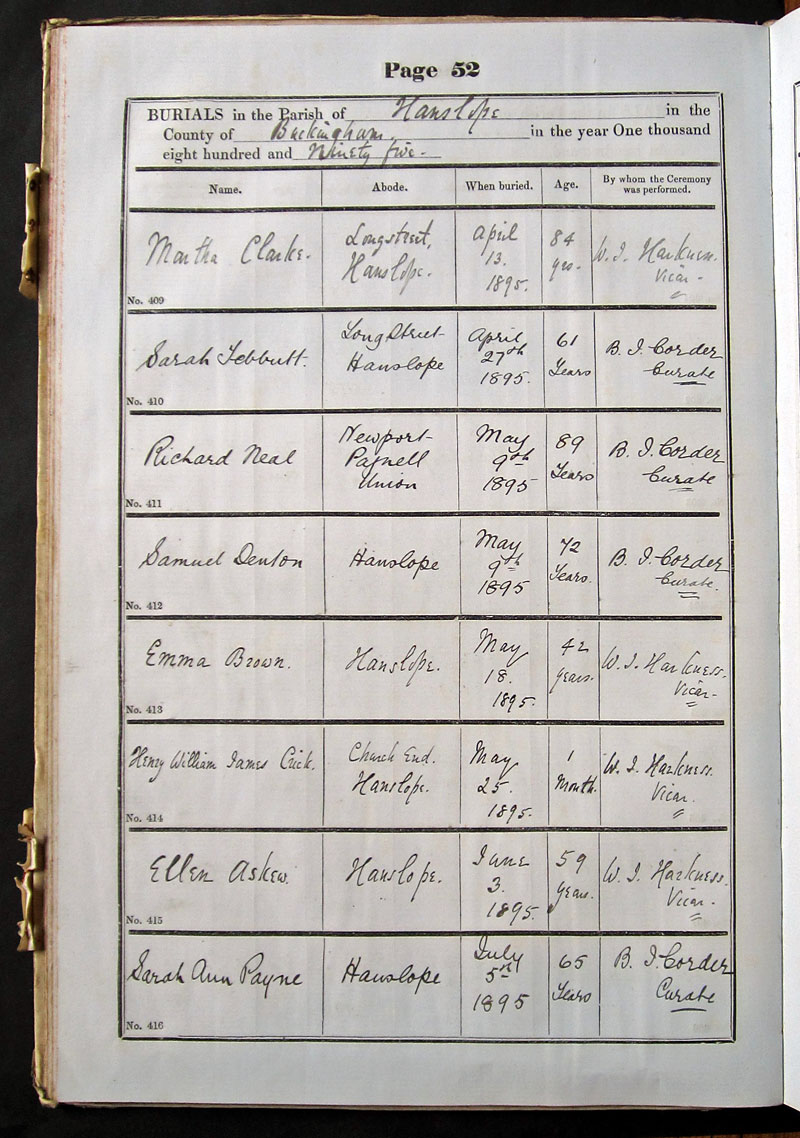 Page 52
BURIALS in the Parish of Hanslope in the
County of Buckingham in the year One thousand
eight hundred and Ninety five.
Name. Abode. When buried. Age. By whom the Ceremony was performed.
Martha Clarke.
Longstreet,
Hanslope.
April
13.
1895.
84
yrs.
W. J. Harkness.
Vicar.
No. 409
Sarah Tebbutt.
Long Street
Hanslope
April
27th
1895.
61
Years
B. J. Corder
Curate
No. 410
Richard Neal
Newport
Pagnell
Union
May
9th
1895
89
Years
B. J. Corder
Curate
No. 411
Samuel Denton
Hanslope
May
9th
1895
72
Years.
B. J. Corder
Curate.
No. 412
Emma Brown.
Hanslope.
May
18.
1895.
42
years.
W. J. Harkness.
Vicar.
No. 413
Henry William James Crick.
Church End.
Hanslope.
May
25.
1895.
1
Month.
W. J. Harkness.
Vicar.
No. 414
Ellen Askew.
Hanslope.
June
3.
1895.
59
years.
W. J. Harkness.
Vicar.
No. 415
Sarah Ann Payne
Hanslope
July
1895
65
Years
B. J. Corder
Curate
No. 416